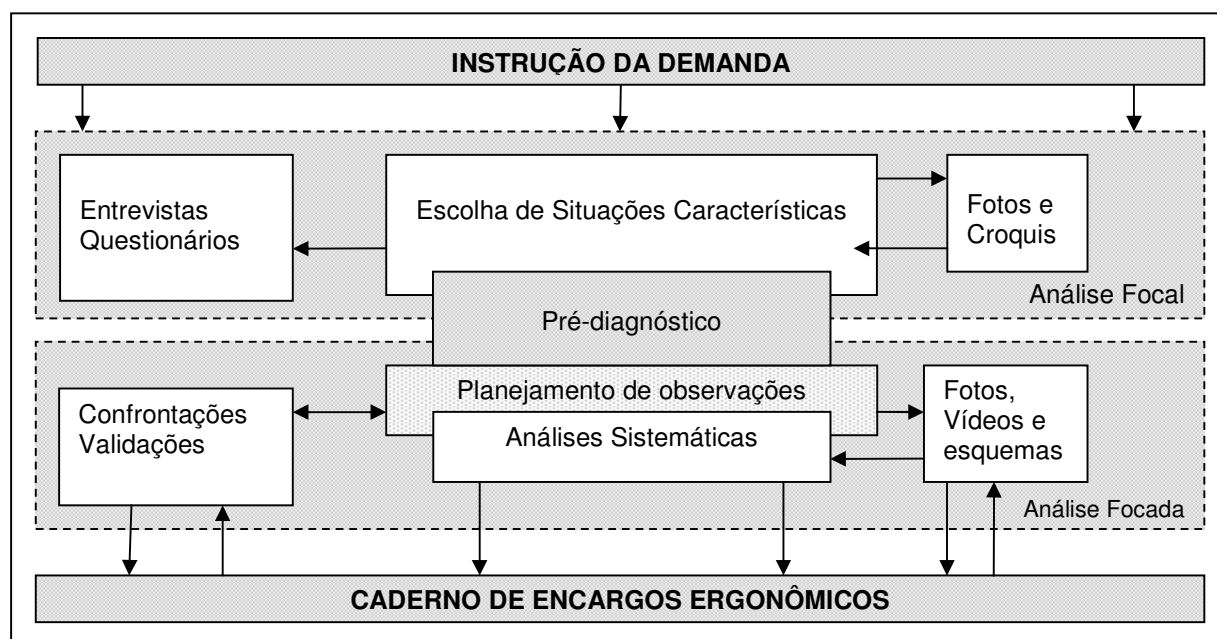 INSTRUÇÃO DA DEMANDA
Entrevistas
Questionários
Escolha de Situações Características
Fotos e
Croquis
Análise Focal
Pré-diagnóstico
Planejamento de observações
Confrontações
Validações
Análises Sistemáticas
Fotos,
Vídeos e
esquemas
Análise Focada
CADERNO DE ENCARGOS ERGONÔMICOS